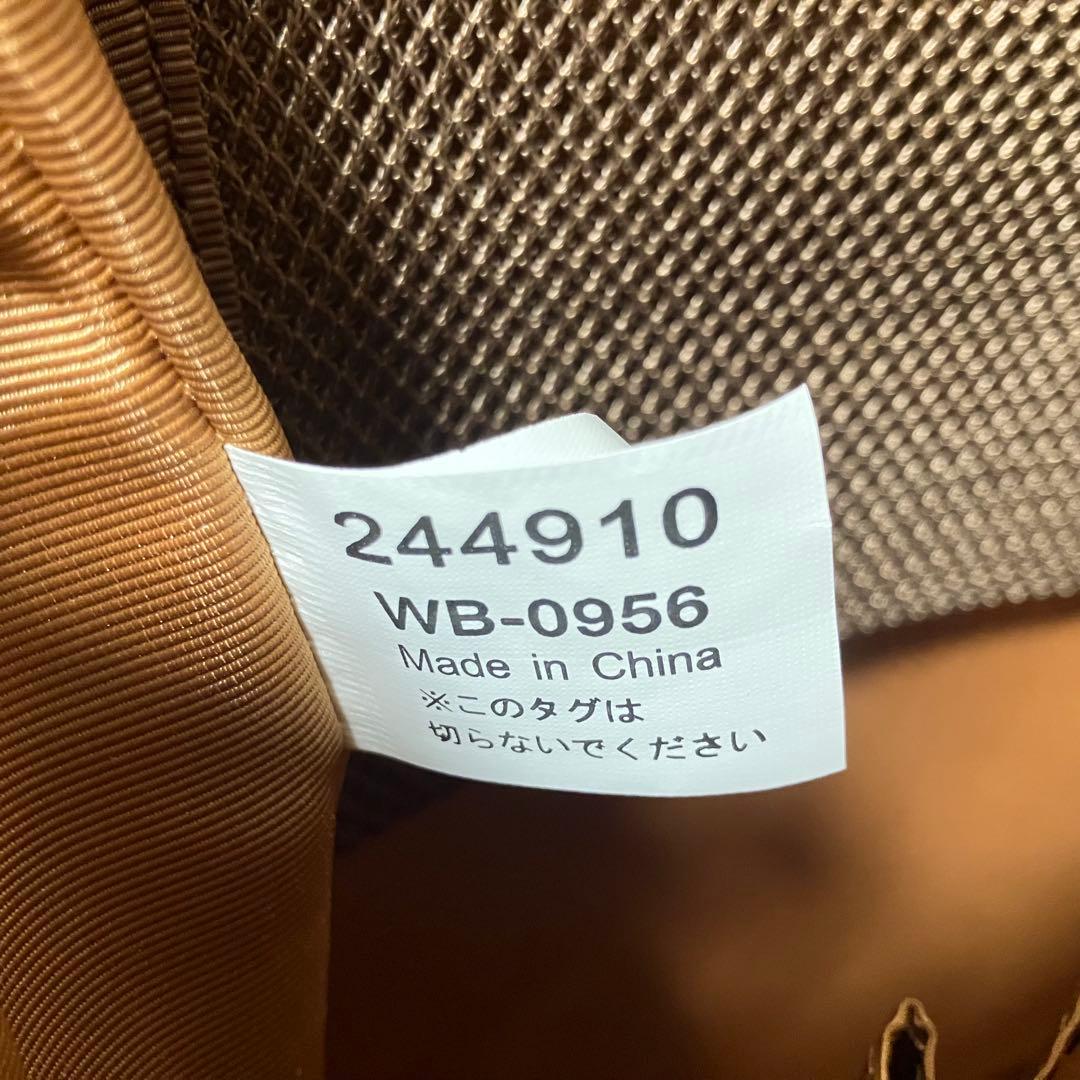 244910
WB-0956
Made in China
※このタグは
切らないでください